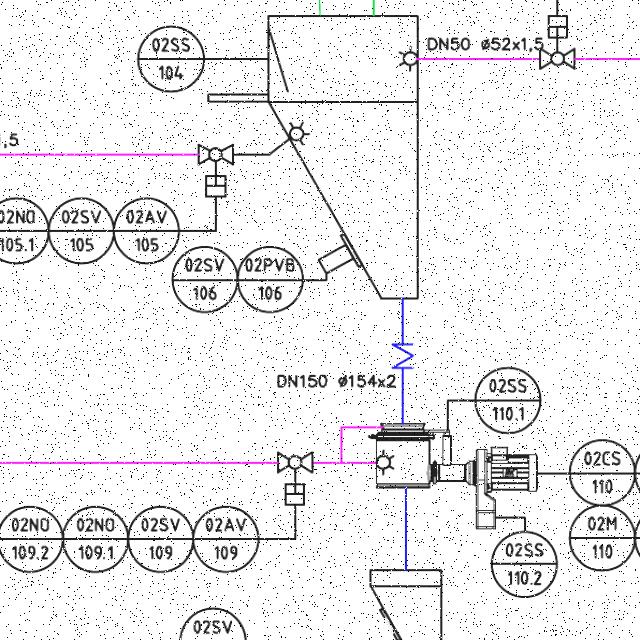 DN50 ø52x1,5
02SS
104
,5
02NO
105.1
02SV
105
02AV
105
02SV
106
02PVB
106
DN150 ø154x2
02SS
110.1
02CS
110
02NO
109.2
02NO
109.1
02SV
109
02AV
109
02M
110
02SS
110.2
02SV